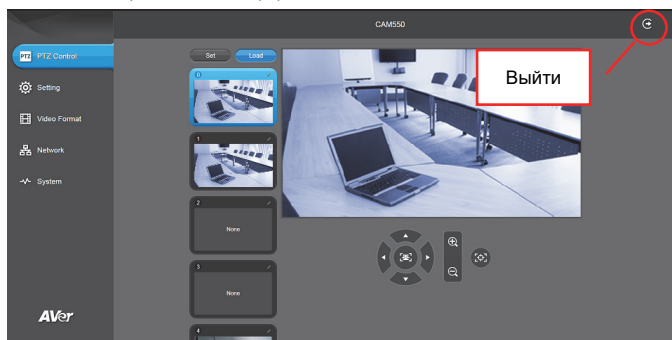 CAM550
PTZ PTZ Control
Setting
Video Format
Network
System
Set Load
0
1
2
None
3
None
4
Выйти
AVer